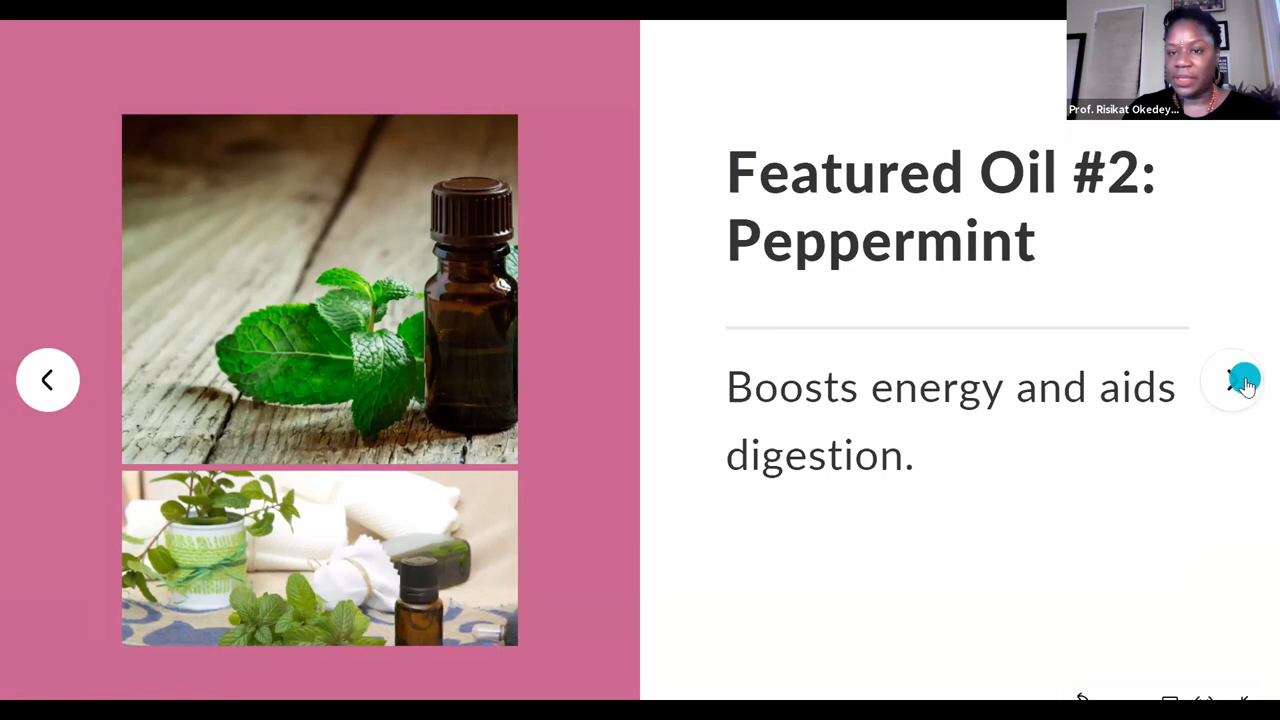 Prof. Risikat Okedey...
Featured Oil #2:
Peppermint
Boosts energy and aids
digestion.